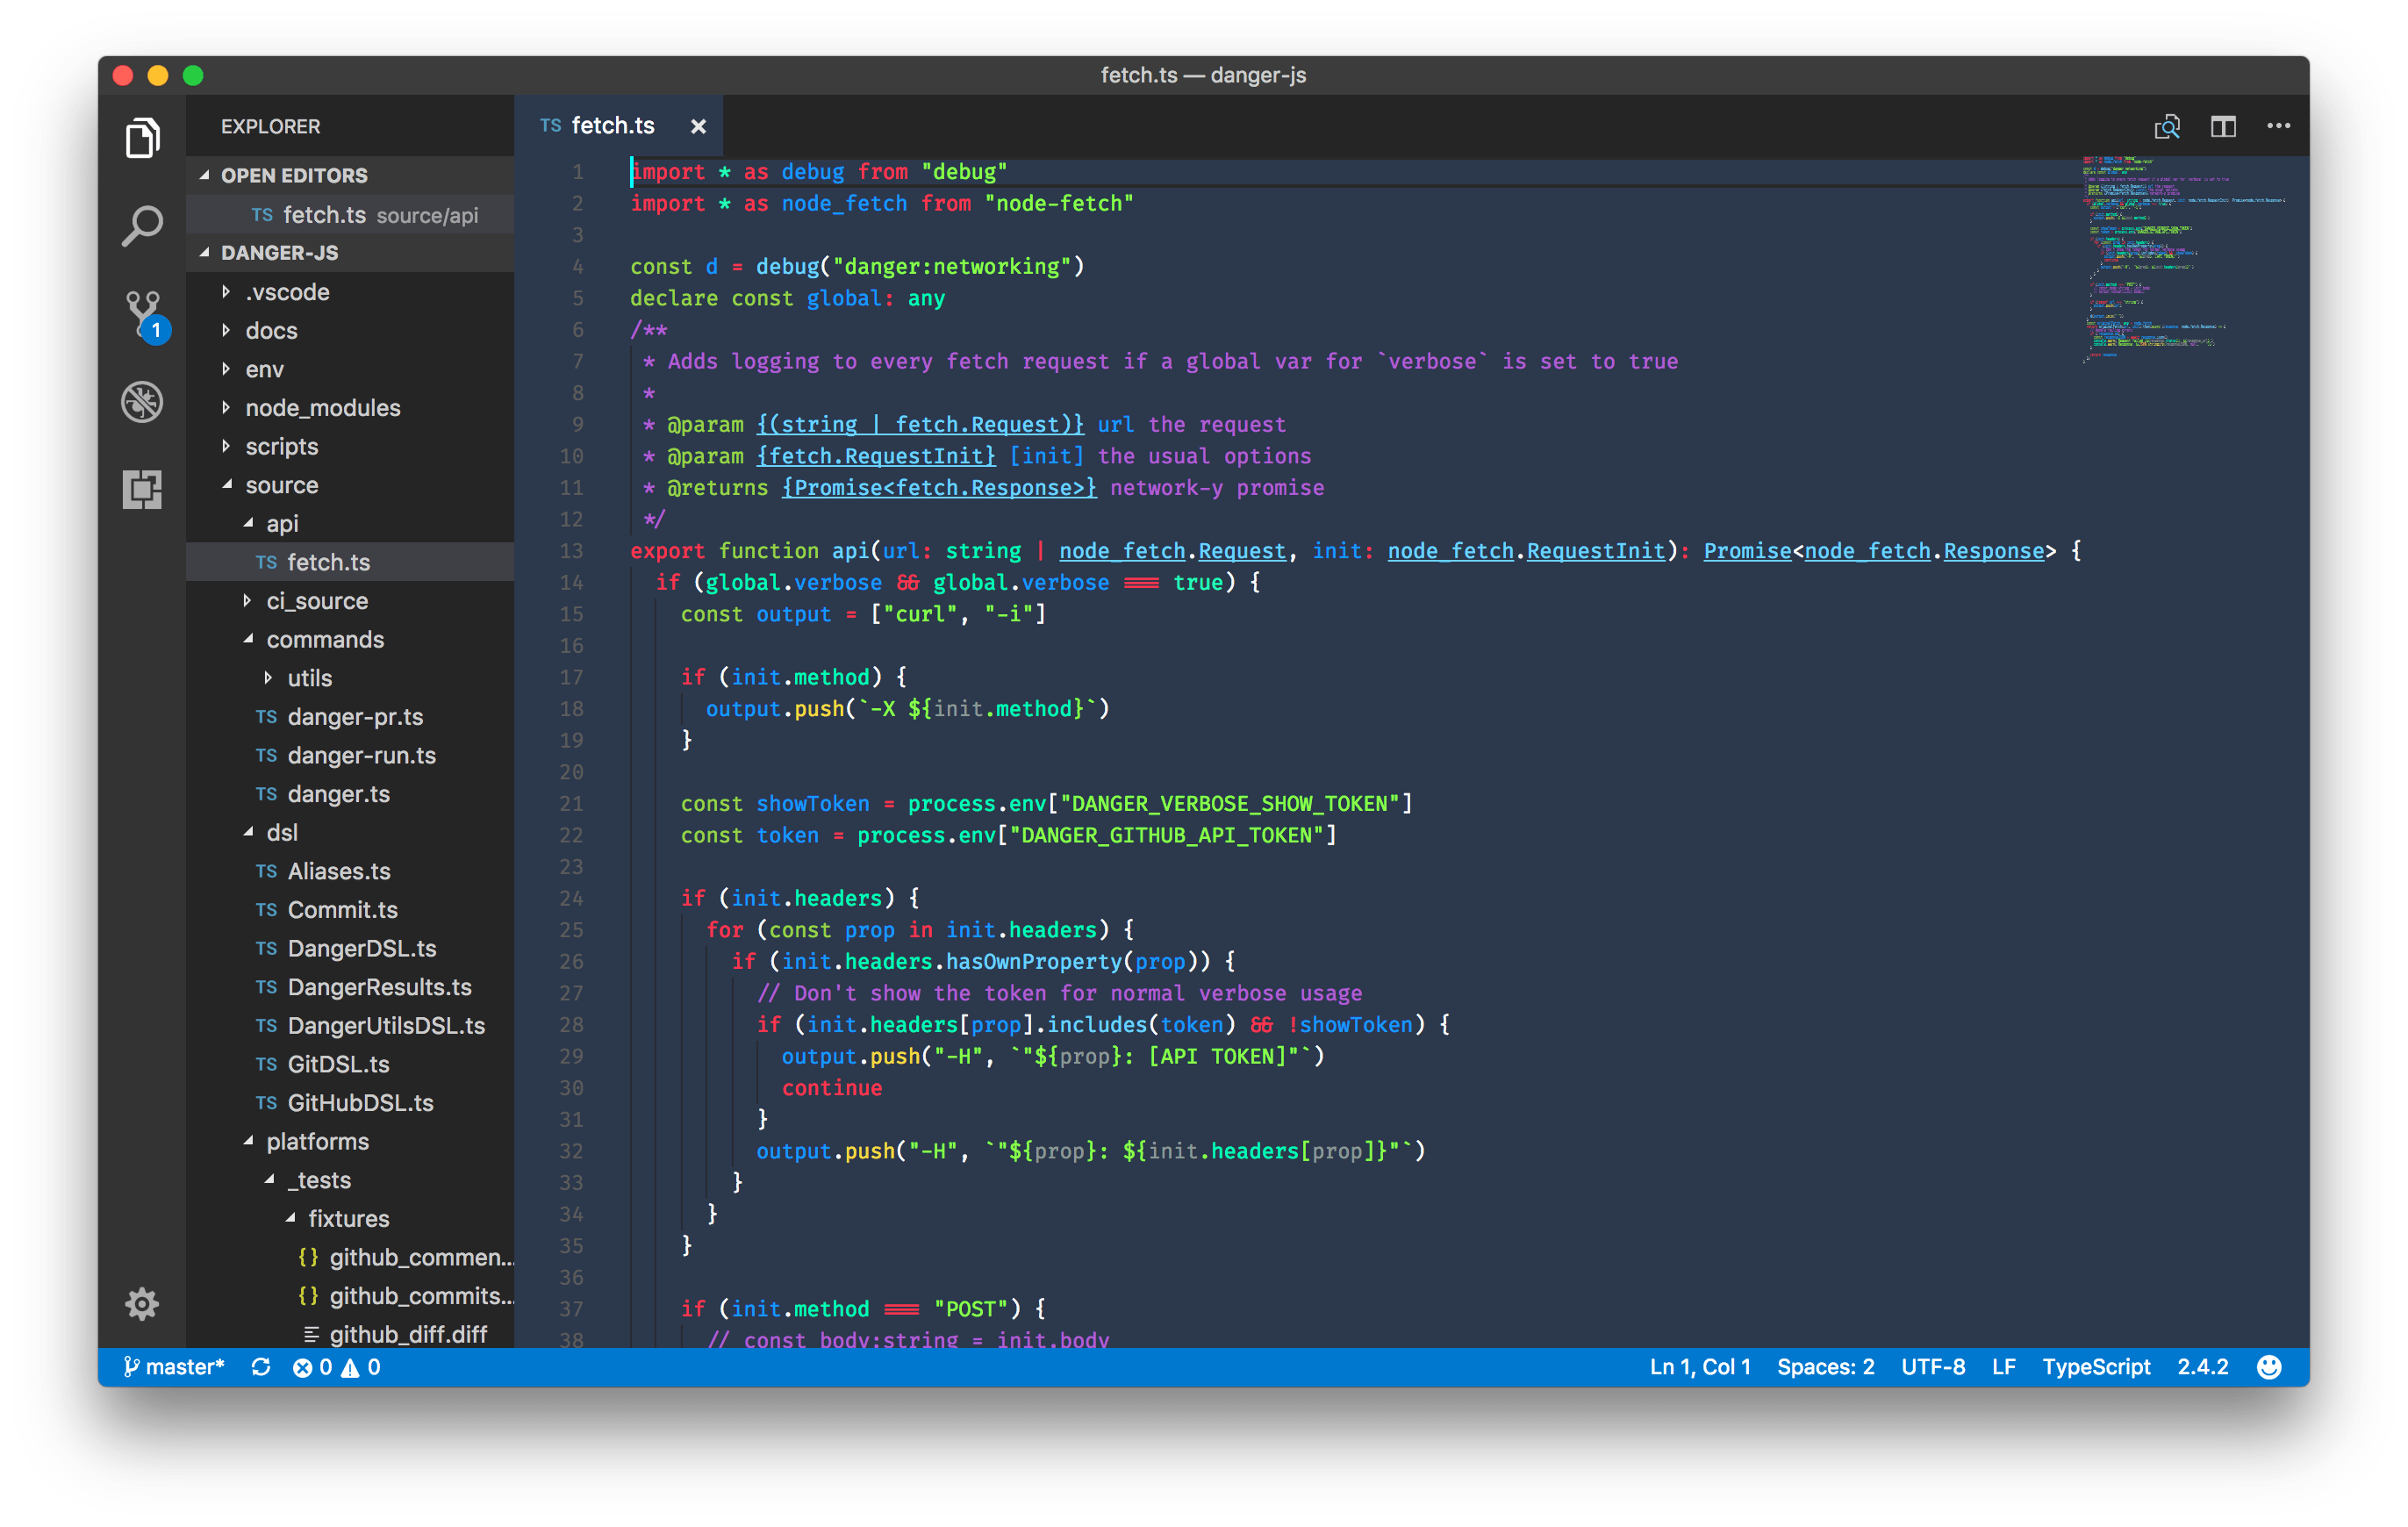 fetch.ts — danger-js
EXPLORER
OPEN EDITORS
TS fetch.ts source/api
DANGER-JS
.vscode
docs
env
node_modules
scripts
source
api
TS fetch.ts
ci_source
commands
utils
TS danger-pr.ts
TS danger-run.ts
TS danger.ts
dsl
TS Aliases.ts
TS Commit.ts
TS DangerDSL.ts
TS DangerResults.ts
TS DangerUtilsDSL.ts
TS GitDSL.ts
TS GitHubDSL.ts
platforms
_tests
fixtures
{} github_commen...
{} github_commits...
github_diff.diff
1
TS fetch.ts ×
1 import * as debug from "debug"
2 import * as node_fetch from "node-fetch"
3
4 const d = debug("danger:networking")
5 declare const global: any
6 /**
7  * Adds logging to every fetch request if a global var for `verbose` is set to true
8  *
9  * @param {(string | fetch.Request)} url the request
10  * @param {fetch.RequestInit} [init] the usual options
11  * @returns {Promise<fetch.Response>} network-y promise
12  */
13 export function api(url: string | node_fetch.Request, init: node_fetch.RequestInit): Promise<node_fetch.Response> {
14   if (global.verbose && global.verbose === true) {
15     const output = ["curl", "-i"]
16
17     if (init.method) {
18       output.push(`-X ${init.method}`)
19     }
20
21     const showToken = process.env["DANGER_VERBOSE_SHOW_TOKEN"]
22     const token = process.env["DANGER_GITHUB_API_TOKEN"]
23
24     if (init.headers) {
25       for (const prop in init.headers) {
26         if (init.headers.hasOwnProperty(prop)) {
27           // Don't show the token for normal verbose usage
28           if (init.headers[prop].includes(token) && !showToken) {
29             output.push("-H", `"${prop}: [API TOKEN]"`)
30             continue
31           }
32           output.push("-H", `"${prop}: ${init.headers[prop]}"`)
33         }
34       }
35     }
36
37     if (init.method === "POST") {
38       // const body:string = init.body
master* 0 0
Ln 1, Col 1 Spaces: 2 UTF-8 LF TypeScript 2.4.2